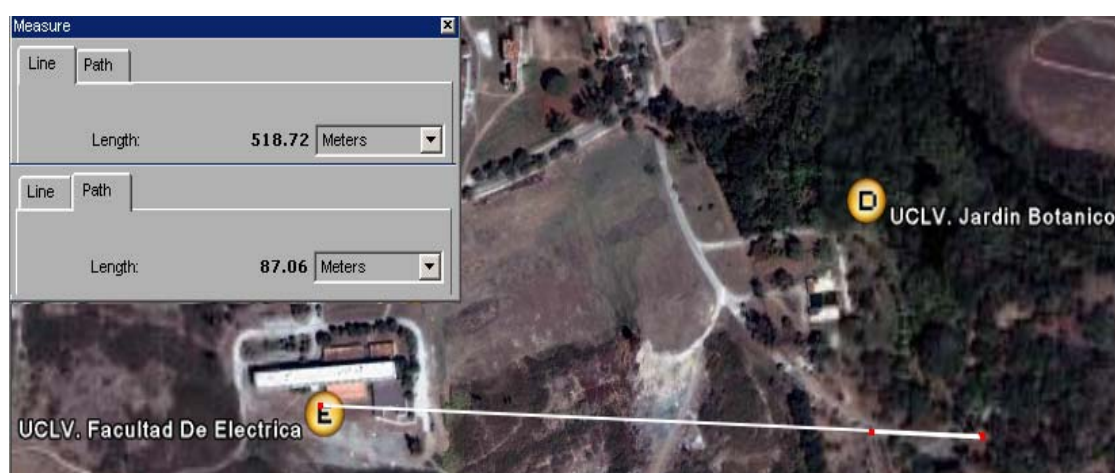 Measure
Line Path
Length: 518.72 Meters
Line Path
Length: 87.06 Meters
D UCLV. Jardin Botanico
UCLV. Facultad De Electrica E